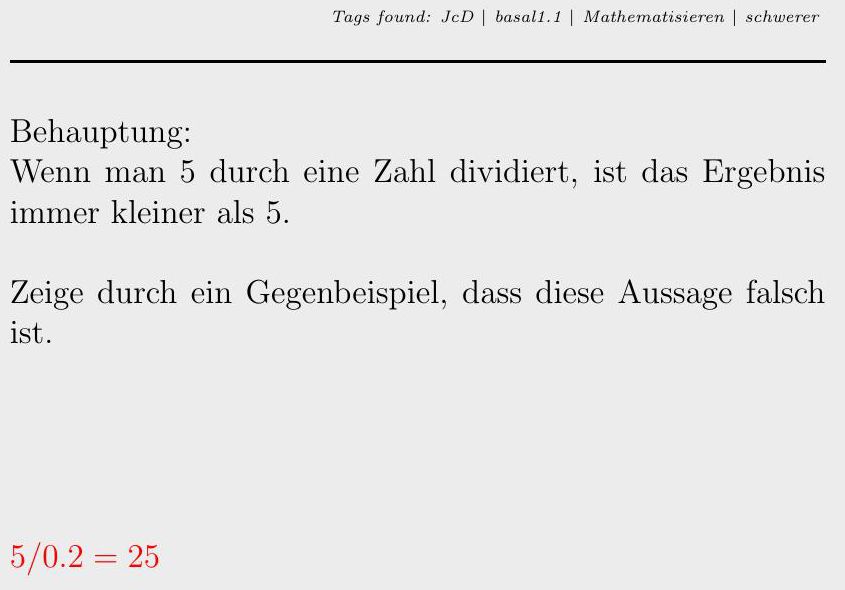 Tags found: JcD | basal1.1 | Mathematisieren | schwerer
Behauptung:
Wenn man 5 durch eine Zahl dividiert, ist das Ergebnis
immer kleiner als 5.
Zeige durch ein Gegenbeispiel, dass diese Aussage falsch
ist.
5/0.2 = 25